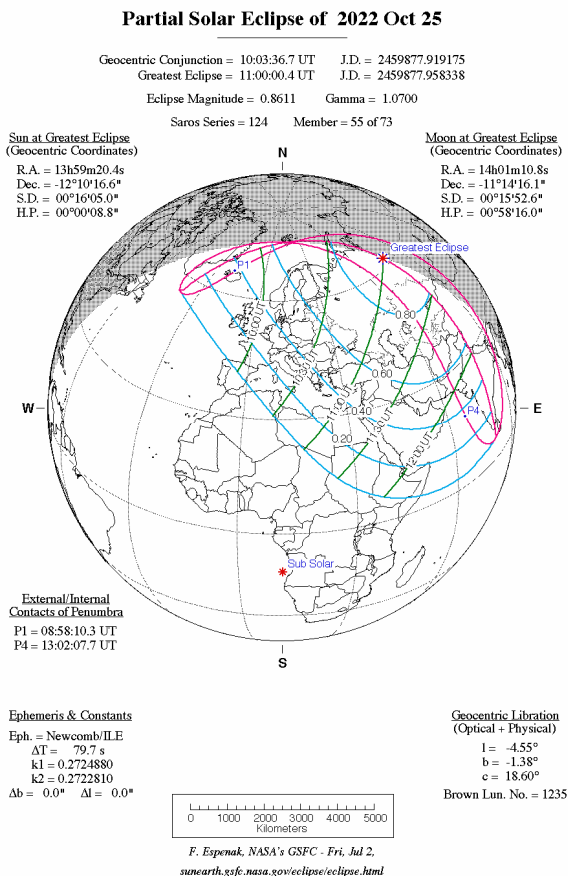 Partial Solar Eclipse of 2022 Oct 25
Geocentric Conjunction = 10:03:36.7 UT J.D. = 2459877.919175
Greatest Eclipse = 11:00:00.4 UT J.D. = 2459877.958338
Eclipse Magnitude = 0.8611 Gamma = 1.0700
Saros Series = 124 Member = 55 of 73
Sun at Greatest Eclipse
(Geocentric Coordinates)
R.A. = 13h59m20.4s
Dec. = -12°10'16.6"
S.D. = 00°16'05.0"
H.P. = 00°00'08.8"
Moon at Greatest Eclipse
(Geocentric Coordinates)
R.A. = 14h01m10.8s
Dec. = -11°14'16.1"
S.D. = 00°15'52.6"
H.P. = 00°58'16.0"
N
Greatest Eclipse
P1
0.80
0.60
W
E
P4
0.40
0.20
12:00 UT
Sub Solar
S
External/Internal
Contacts of Penumbra
P1 = 08:58:10.3 UT
P4 = 13:02:07.7 UT
Ephemeris & Constants
Eph. = Newcomb/ILE
ΔT = 79.7 s
k1 = 0.2724880
k2 = 0.2722810
Δb = 0.0" Δl = 0.0"
Geocentric Libration
(Optical + Physical)
l = -4.55°
b = -1.38°
c = 18.60°
Brown Lun. No. = 1235
0 1000 2000 3000 4000 5000
Kilometers
F. Espenak, NASA's GSFC - Fri, Jul 2,
sunearth.gsfc.nasa.gov/eclipse/eclipse.html